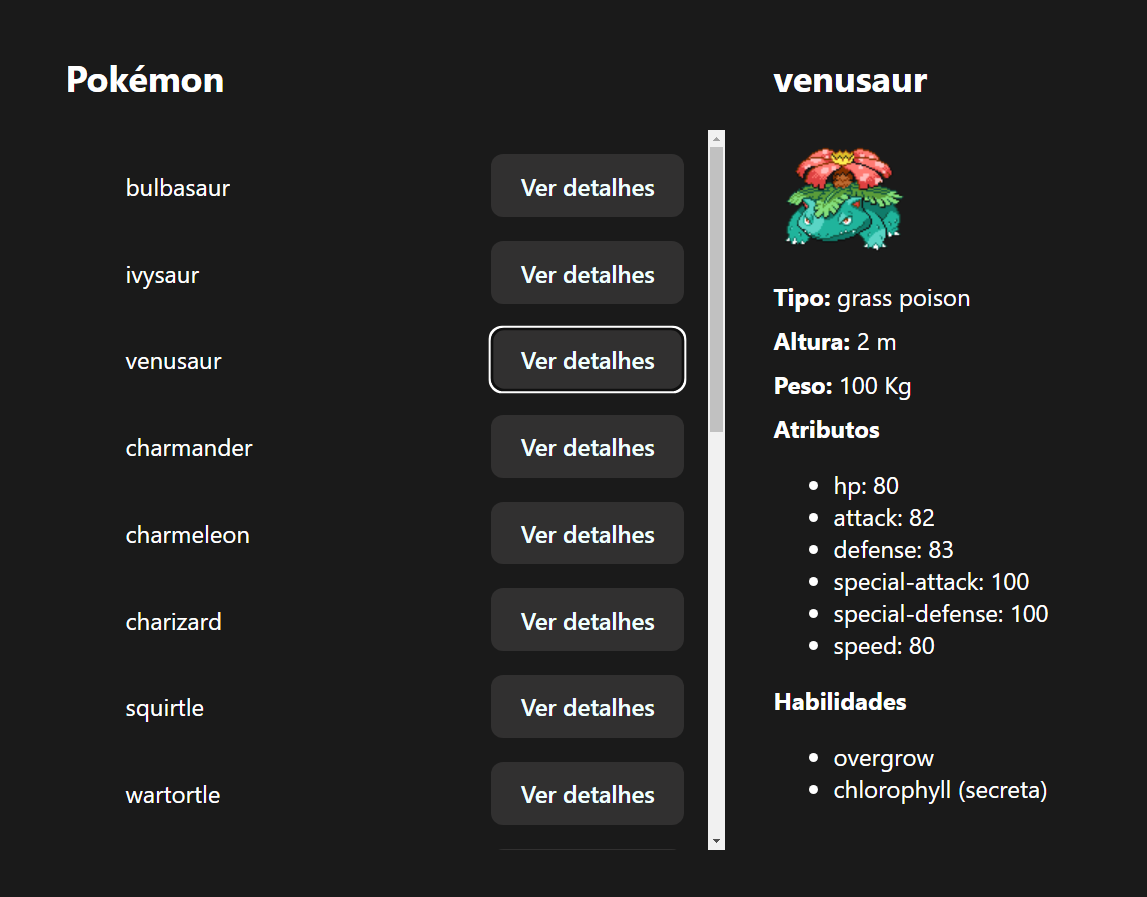 Pokémon
bulbasaur
Ver detalhes
ivysaur
Ver detalhes
venusaur
Ver detalhes
charmander
Ver detalhes
charmeleon
Ver detalhes
charizard
Ver detalhes
squirtle
Ver detalhes
wartortle
Ver detalhes
venusaur
Tipo: grass poison
Altura: 2 m
Peso: 100 Kg
Atributos
hp: 80
attack: 82
defense: 83
special-attack: 100
special-defense: 100
speed: 80
Habilidades
overgrow
chlorophyll (secreta)